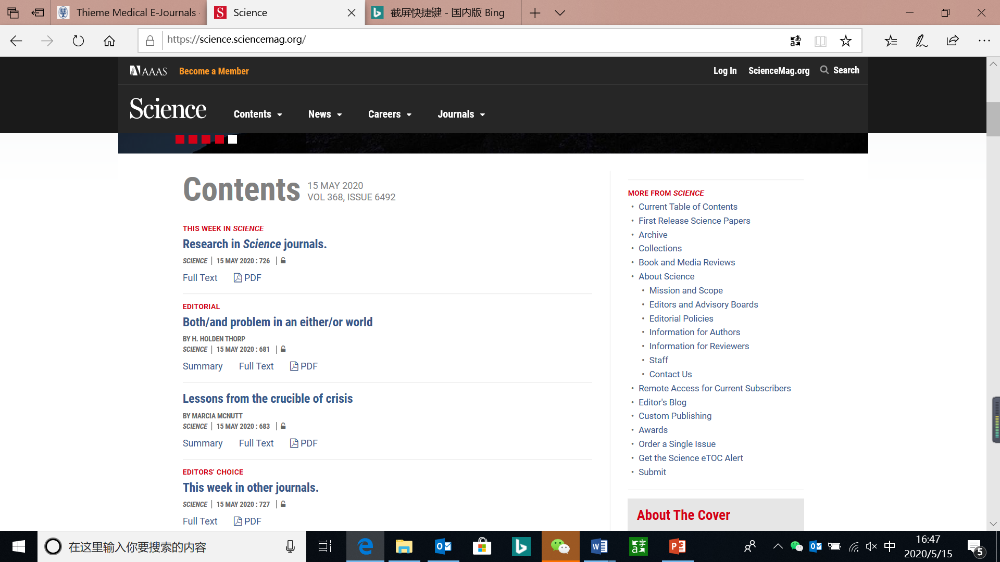 Thieme Medical E-Journals
Science
截屏快捷键 - 国内版 Bing
https://science.sciencemag.org/
AAAS
Become a Member
Log In
ScienceMag.org
Search
Science
Contents
News
Careers
Journals
Contents
15 MAY 2020
VOL 368, ISSUE 6492
THIS WEEK IN SCIENCE
Research in Science journals.
SCIENCE | 15 MAY 2020 : 726 |
Full Text PDF
EDITORIAL
Both/and problem in an either/or world
BY H. HOLDEN THORP
SCIENCE | 15 MAY 2020 : 681 |
Summary Full Text PDF
Lessons from the crucible of crisis
BY MARCIA MCNUTT
SCIENCE | 15 MAY 2020 : 683 |
Summary Full Text PDF
EDITORS' CHOICE
This week in other journals.
SCIENCE | 15 MAY 2020 : 727 |
Full Text PDF
MORE FROM SCIENCE
• Current Table of Contents
• First Release Science Papers
• Archive
• Collections
• Book and Media Reviews
• About Science
• Mission and Scope
• Editors and Advisory Boards
• Editorial Policies
• Information for Authors
• Information for Reviewers
• Staff
• Contact Us
• Remote Access for Current Subscribers
• Editor's Blog
• Custom Publishing
• Awards
• Order a Single Issue
• Get the Science eTOC Alert
• Submit
About The Cover
在这里输入你要搜索的内容
中
16:47
2020/5/15
5